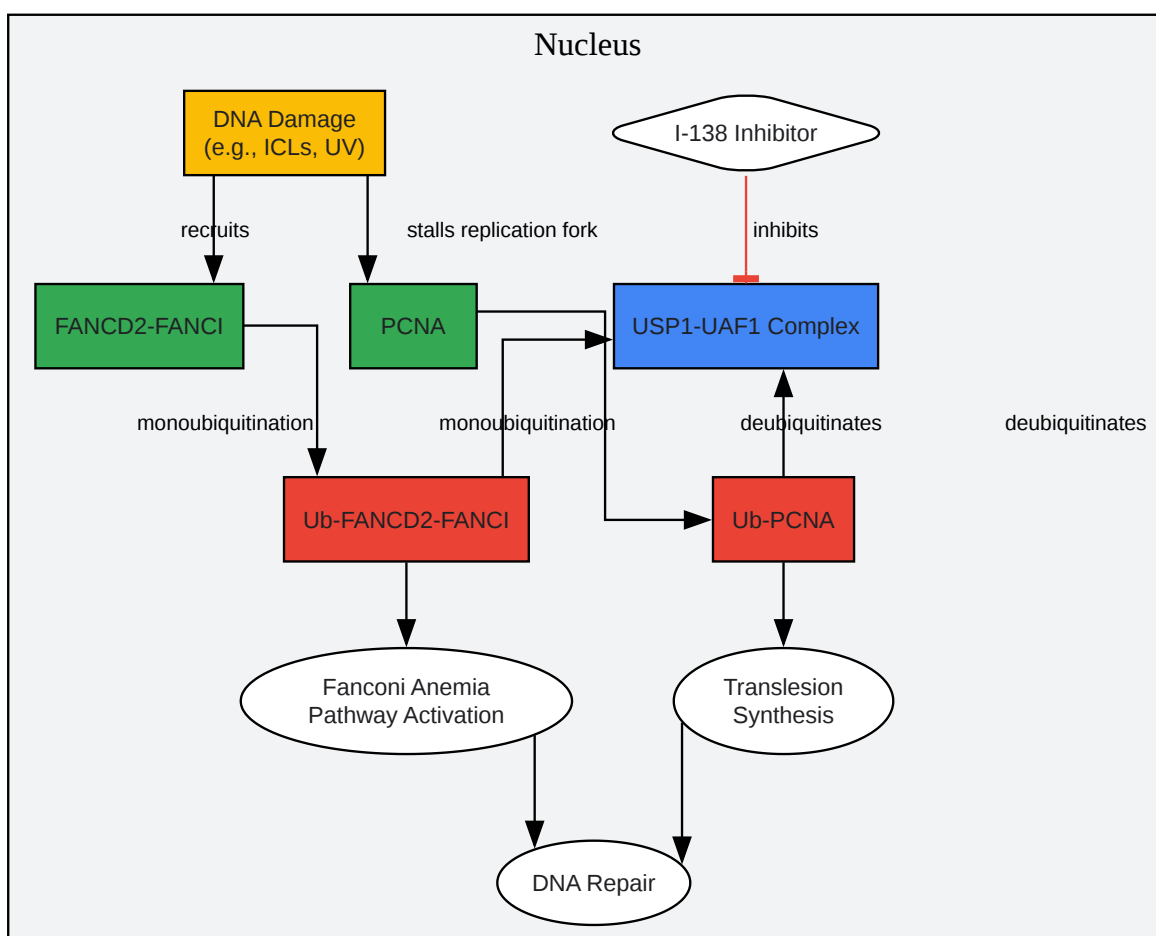 Nucleus
DNA Damage
(e.g., ICLs, UV)
I-138 Inhibitor
recruits
stalls replication fork
inhibits
FANCD2-FANCI
PCNA
USP1-UAF1 Complex
monoubiquitination
monoubiquitination
deubiquitinates
deubiquitinates
Ub-FANCD2-FANCI
Ub-PCNA
Fanconi Anemia
Pathway Activation
Translesion
Synthesis
DNA Repair